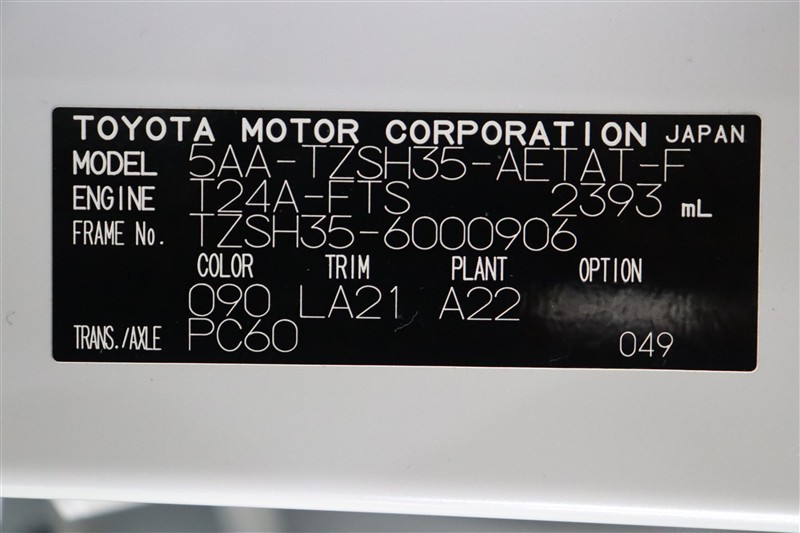 TOYOTA MOTOR CORPORATION JAPAN
MODEL 5AA-TZSH35-AETAT-F
ENGINE T24A-FTS 2393 mL
FRAME No. TZSH35-6000906
COLOR TRIM PLANT OPTION
090 LA21 A22
TRANS./AXLE PC60 049